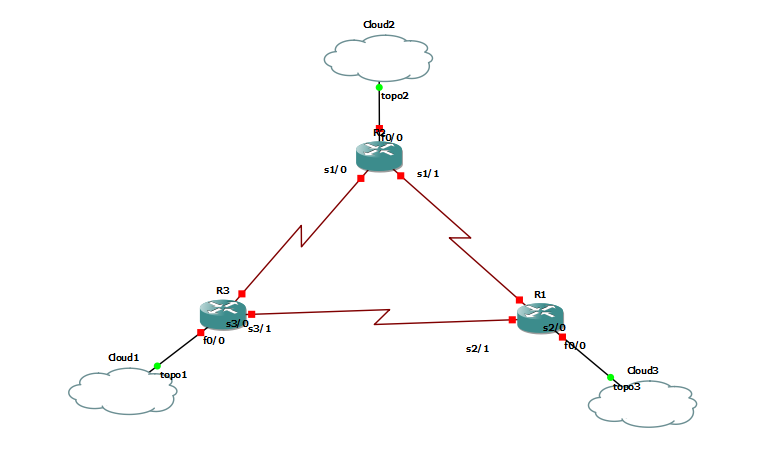 Cloud2
topo2
R2
f0/0
s1/0
s1/1
R3
s3/0
s3/1
f0/0
R1
s2/0
s2/1
f0/0
Cloud1
topo1
Cloud3
topo3